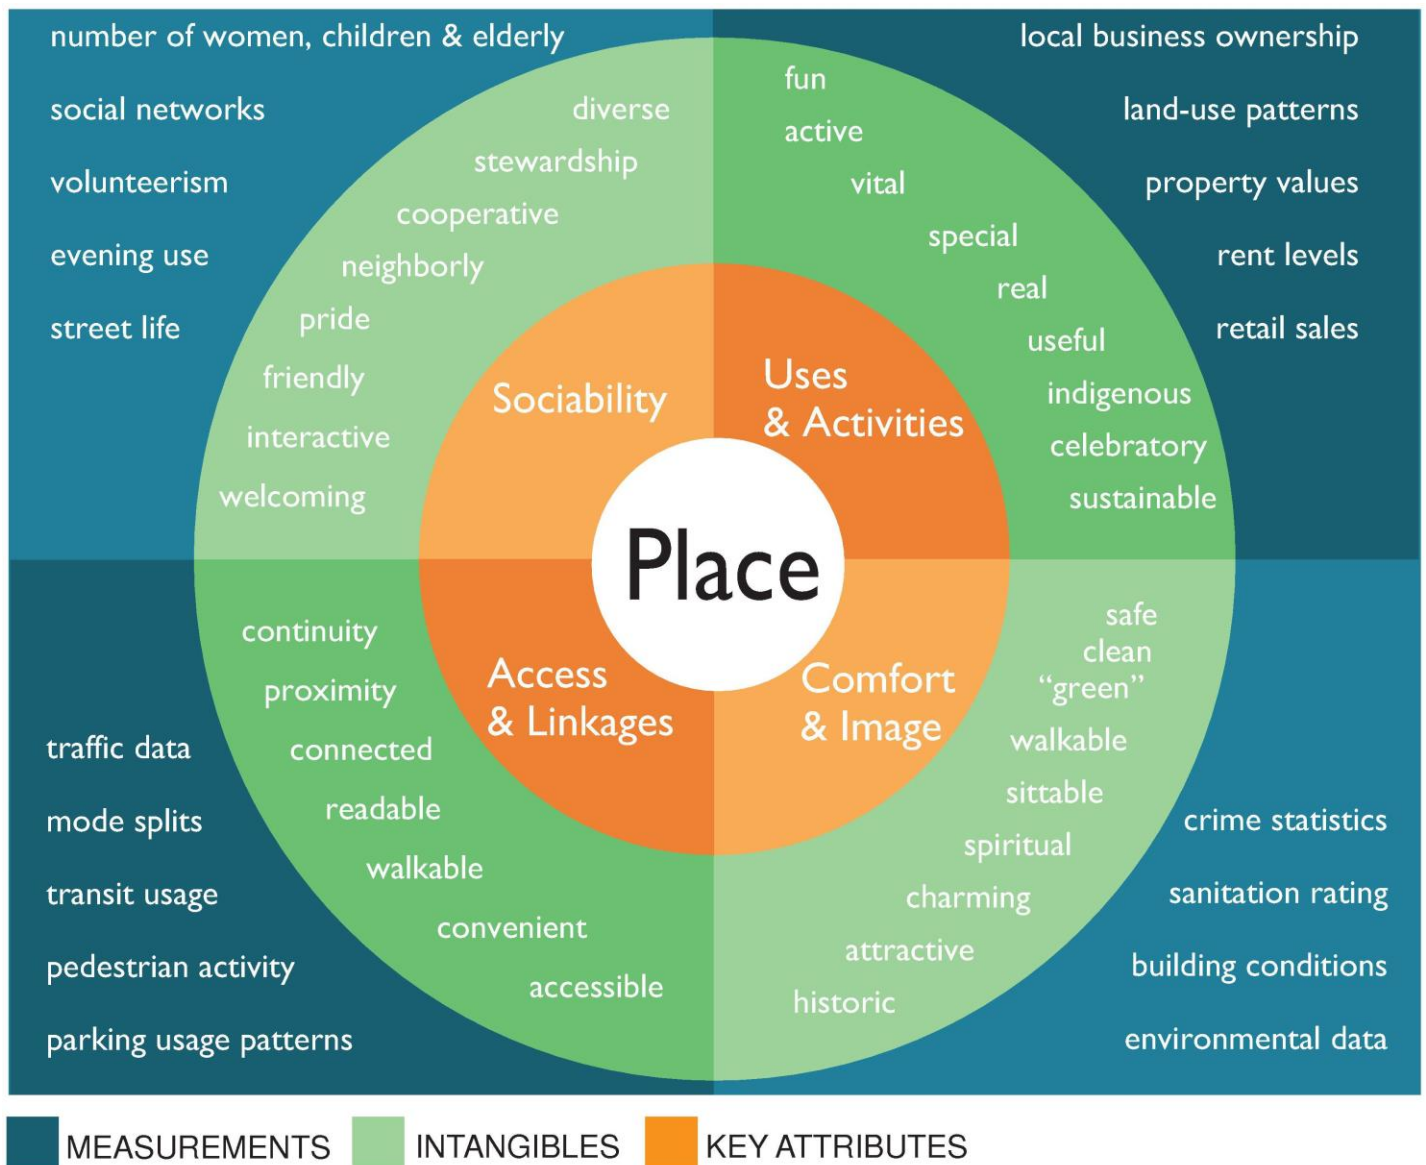 number of women, children & elderly
social networks
volunteerism
evening use
street life
diverse
stewardship
cooperative
neighborly
pride
friendly
interactive
welcoming
Sociability
fun
active
vital
special
real
useful
indigenous
celebratory
sustainable
Uses
& Activities
local business ownership
land-use patterns
property values
rent levels
retail sales
Place
continuity
proximity
connected
readable
walkable
convenient
accessible
Access
& Linkages
traffic data
mode splits
transit usage
pedestrian activity
parking usage patterns
Comfort
& Image
safe
clean
“green”
walkable
sittable
spiritual
charming
attractive
historic
crime statistics
sanitation rating
building conditions
environmental data
MEASUREMENTS
INTANGIBLES
KEY ATTRIBUTES